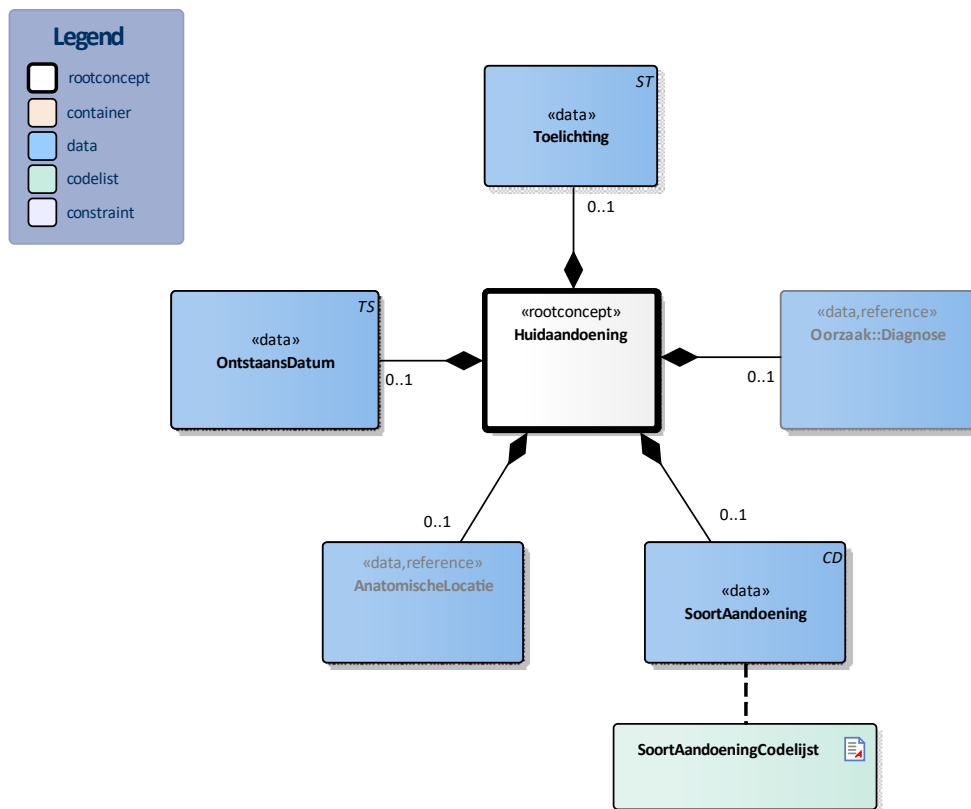 Legend
rootconcept
container
data
codelist
constraint
ST
«data»
Toelichting
0..1
TS
«data»
OntstaansDatum
0..1
«rootconcept»
Huidaandoening
«data,reference»
Oorzaak::Diagnose
0..1
0..1
0..1
«data,reference»
AnatomischeLocatie
CD
«data»
SoortAandoening
SoortAandoeningCodelijst